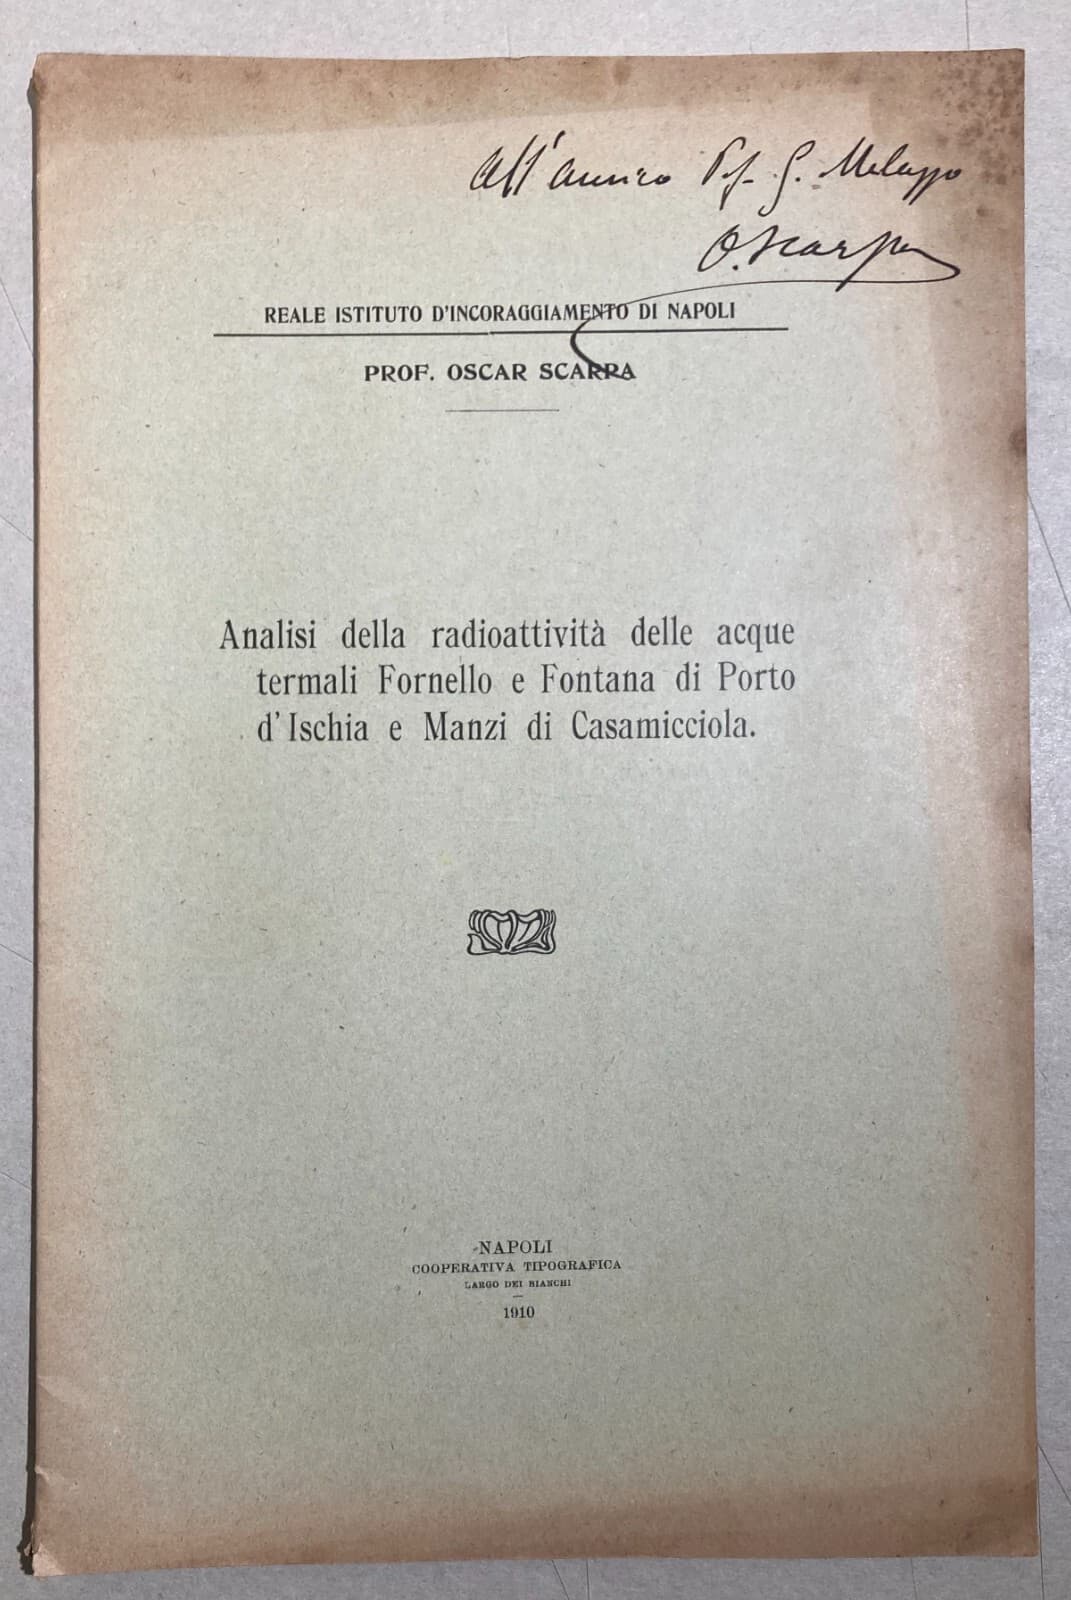 All'amico Prof. G. Melazzo
O. Scarpa
REALE ISTITUTO D'INCORAGGIAMENTO DI NAPOLI
PROF. OSCAR SCARPA
Analisi della radioattività delle acque
termali Fornello e Fontana di Porto
d'Ischia e Manzi di Casamicciola.
NAPOLI
COOPERATIVA TIPOGRAFICA
LARGO DEI BIANCHI
1910